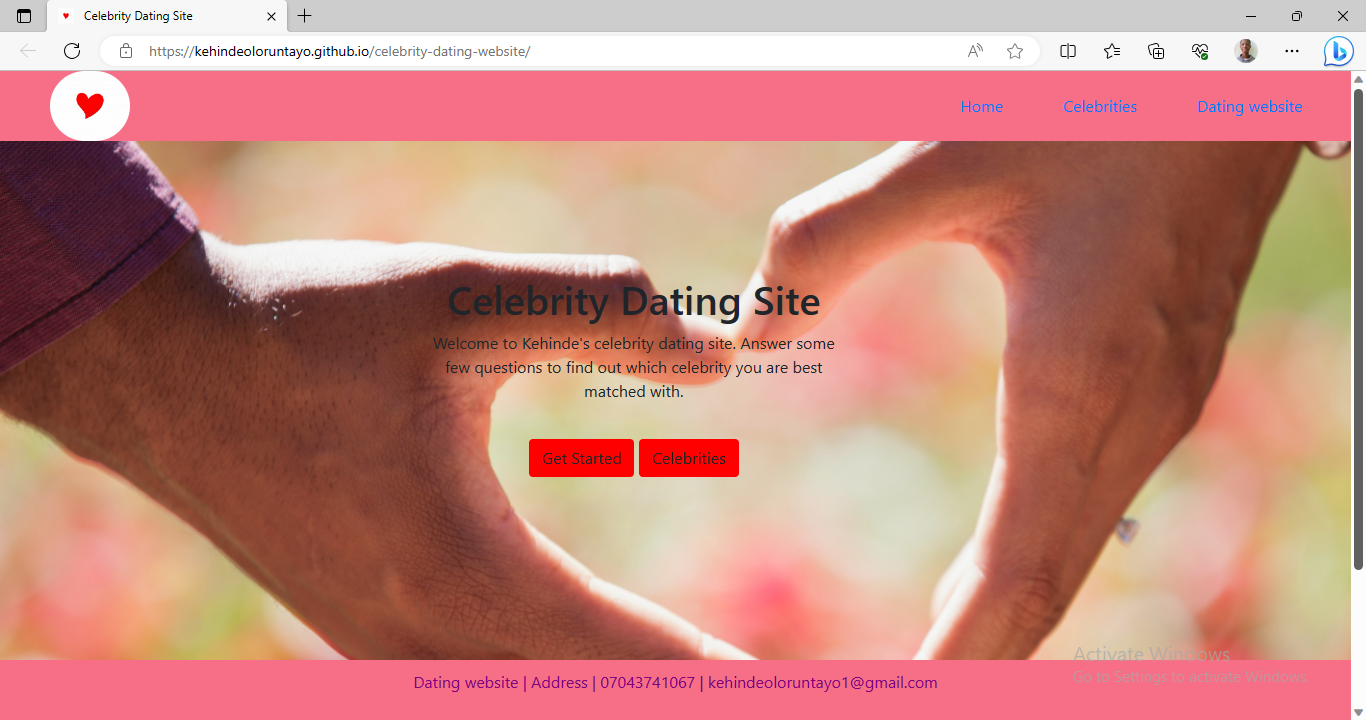 Celebrity Dating Site
https://kehindeoloruntayo.github.io/celebrity-dating-website/
Home Celebrities Dating website
Celebrity Dating Site
Welcome to Kehinde's celebrity dating site. Answer some
few questions to find out which celebrity you are best
matched with.
Get Started Celebrities
Activate Windows
Go to Settings to activate Windows.
Dating website | Address | 07043741067 | kehindeoloruntayo1@gmail.com